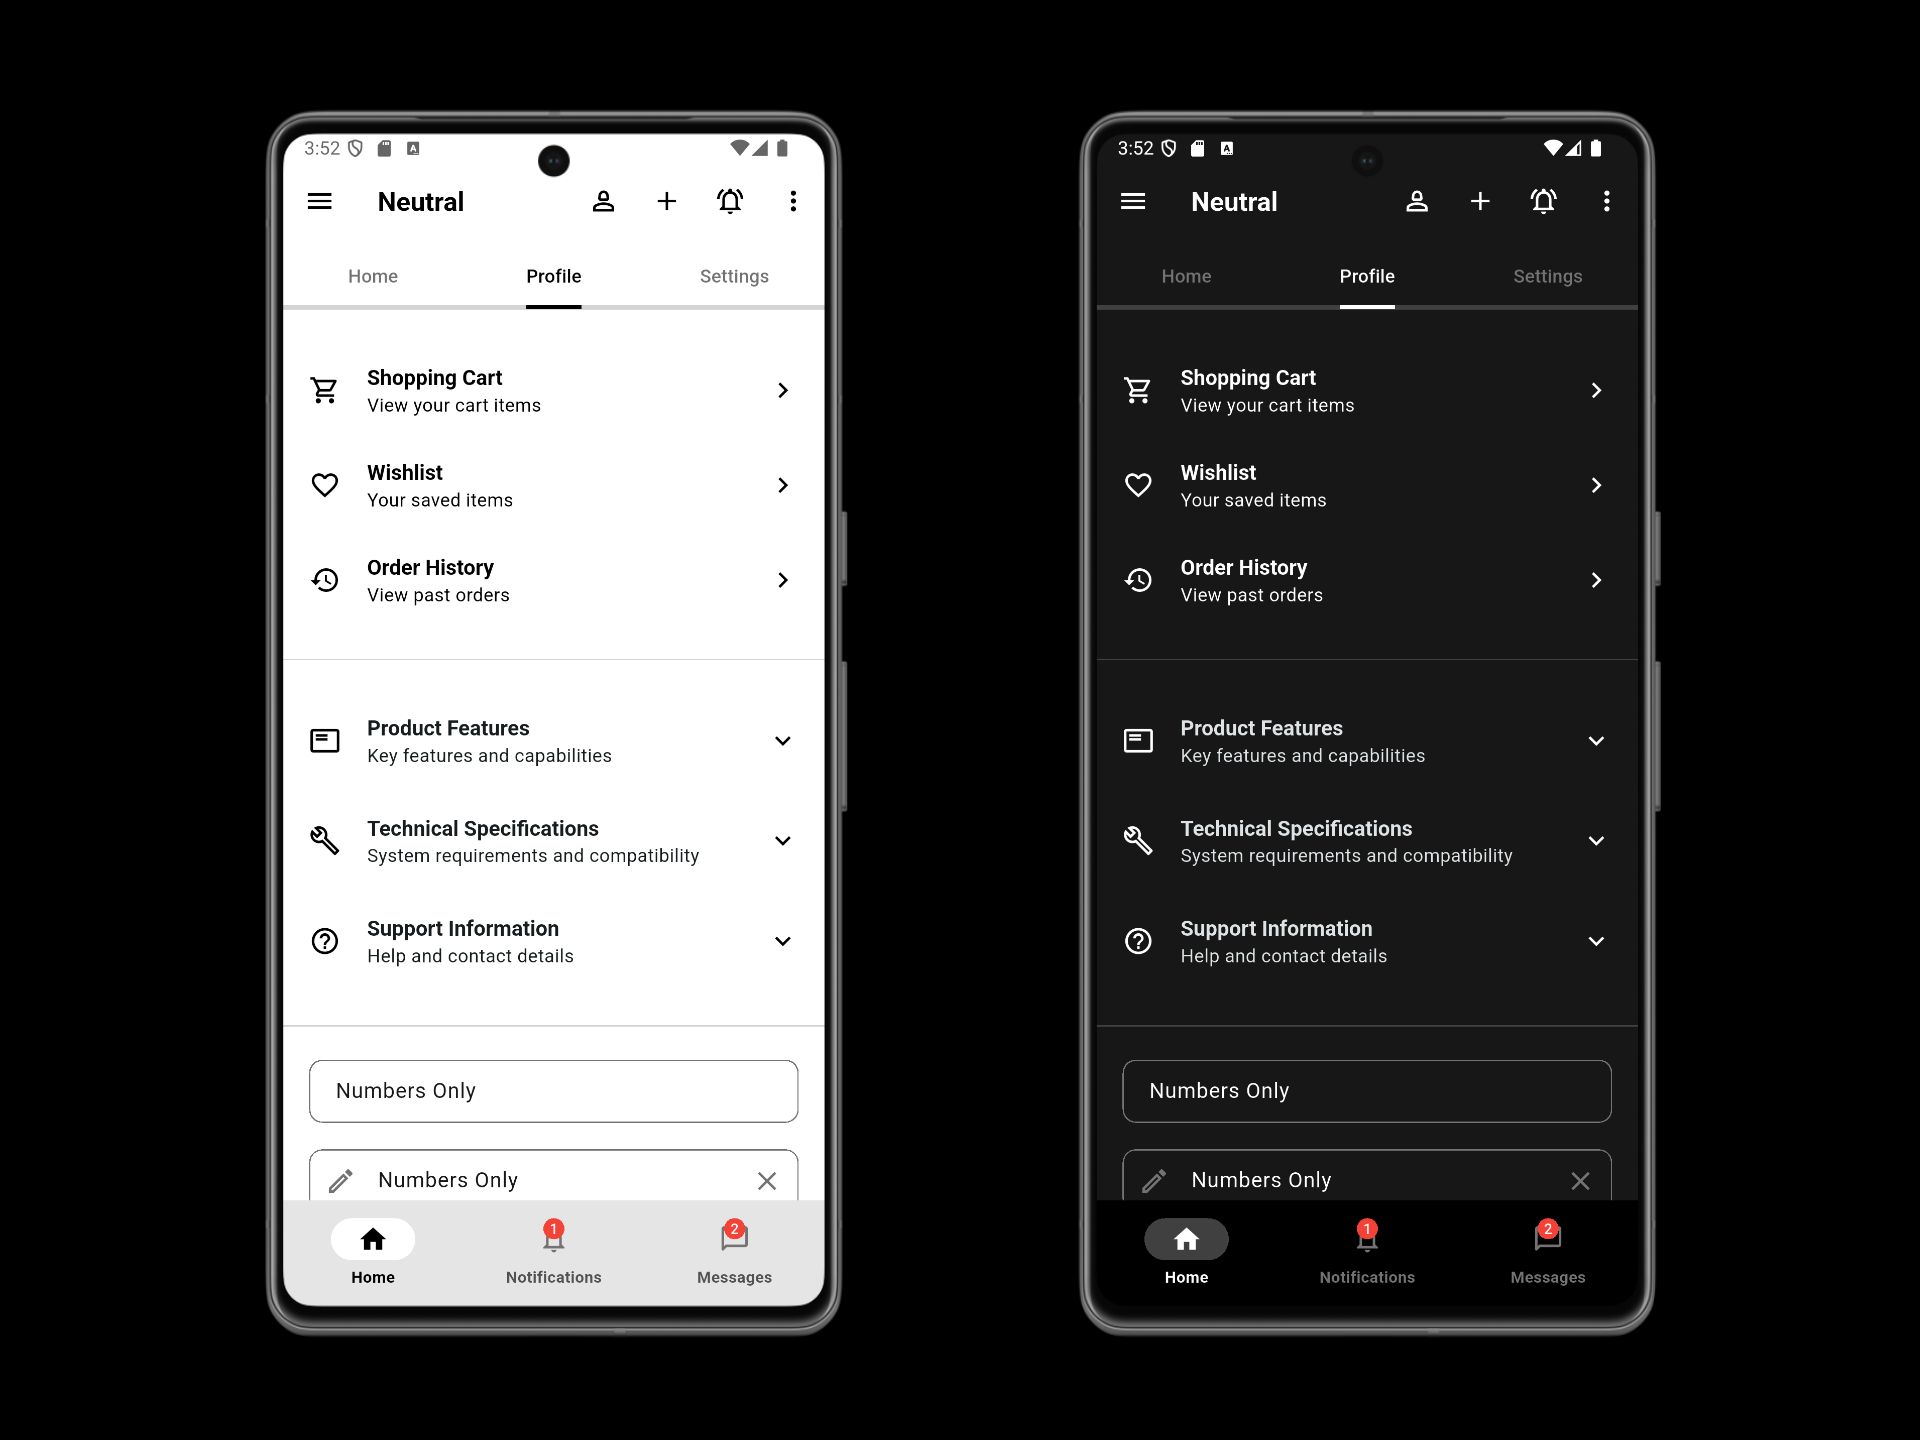 3:52
Neutral
Home Profile Settings
Shopping Cart
View your cart items
Wishlist
Your saved items
Order History
View past orders
Product Features
Key features and capabilities
Technical Specifications
System requirements and compatibility
Support Information
Help and contact details
Numbers Only
Numbers Only
1 2
Home Notifications Messages
3:52
Neutral
Home Profile Settings
Shopping Cart
View your cart items
Wishlist
Your saved items
Order History
View past orders
Product Features
Key features and capabilities
Technical Specifications
System requirements and compatibility
Support Information
Help and contact details
Numbers Only
Numbers Only
1 2
Home Notifications Messages